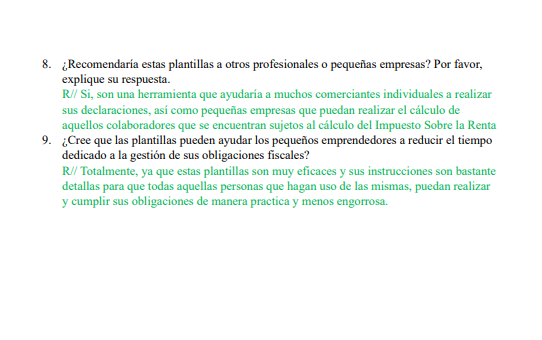 8. ¿Recomendaría estas plantillas a otros profesionales o pequeñas empresas? Por favor,
explique su respuesta.
R// Si, son una herramienta que ayudaría a muchos comerciantes individuales a realizar
sus declaraciones, así como pequeñas empresas que puedan realizar el cálculo de
aquellos colaboradores que se encuentran sujetos al cálculo del Impuesto Sobre la Renta
9. ¿Cree que las plantillas pueden ayudar los pequeños emprendedores a reducir el tiempo
dedicado a la gestión de sus obligaciones fiscales?
R// Totalmente, ya que estas plantillas son muy eficaces y sus instrucciones son bastante
detallas para que todas aquellas personas que hagan uso de las mismas, puedan realizar
y cumplir sus obligaciones de manera practica y menos engorrosa.